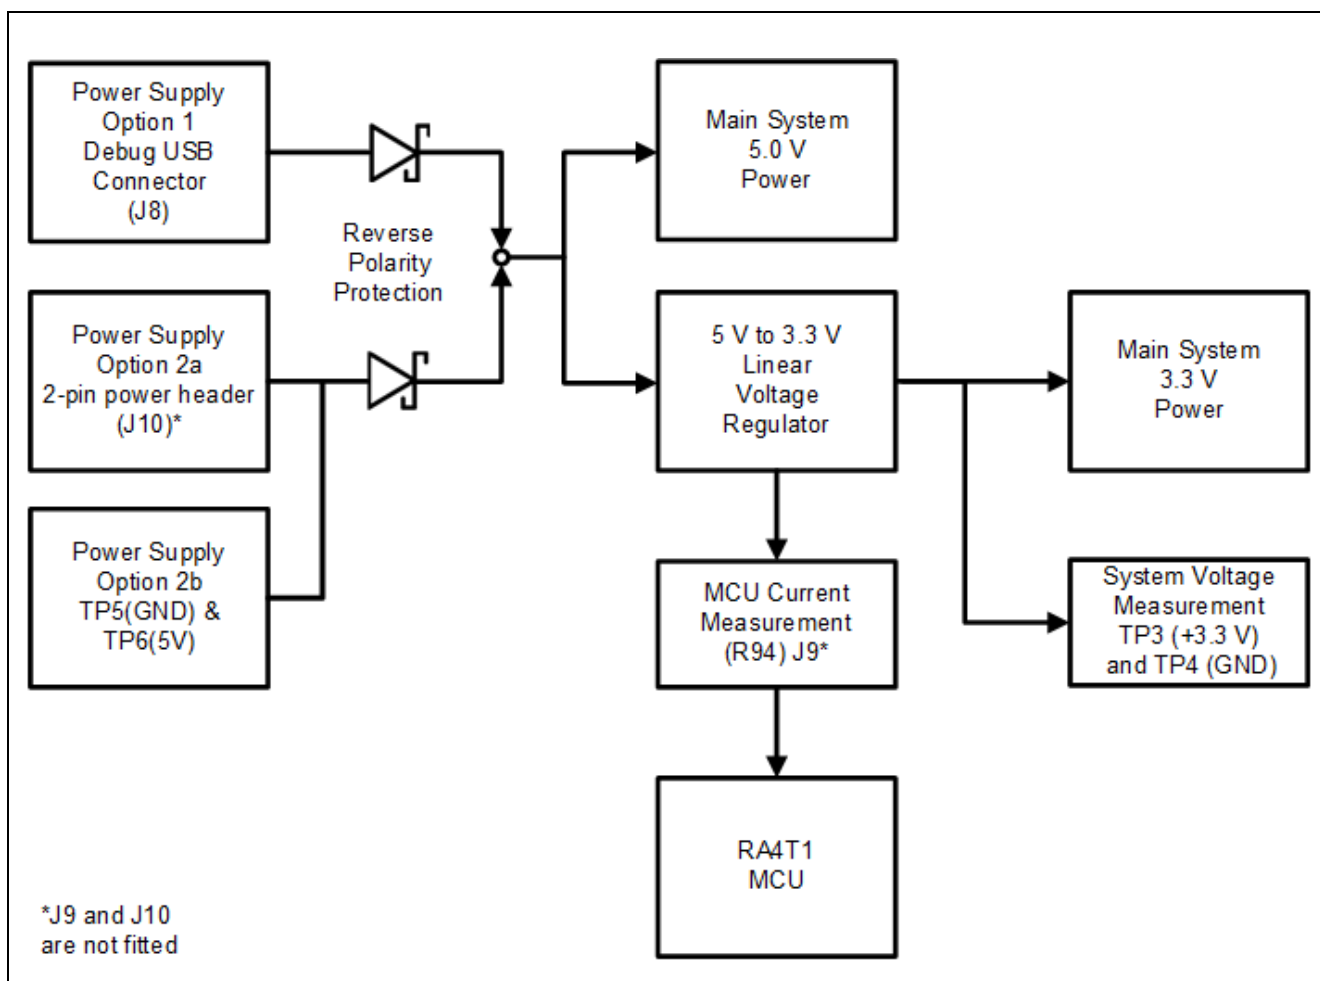 Power Supply
Option 1
Debug USB
Connector
(J8)
Reverse
Polarity
Protection
Main System
5.0 V
Power
Power Supply
Option 2a
2-pin power header
(J10)*
5 V to 3.3 V
Linear
Voltage
Regulator
Main System
3.3 V
Power
Power Supply
Option 2b
TP5(GND) &
TP6(5V)
MCU Current
Measurement
(R94) J9*
System Voltage
Measurement
TP3 (+3.3 V)
and TP4 (GND)
RA4T1
MCU
*J9 and J10
are not fitted